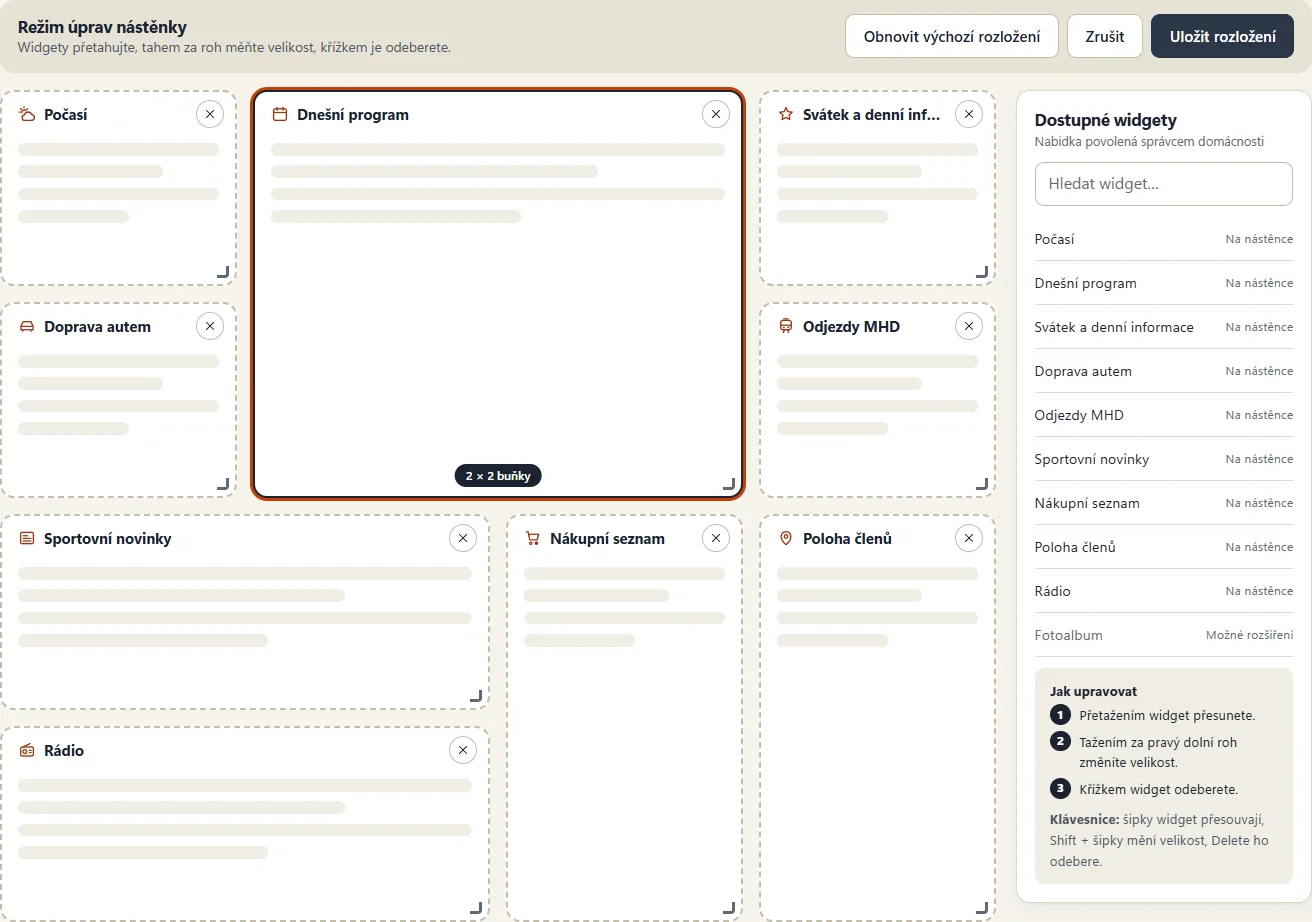 Režim úprav nástěnky
Widgety přetahujte, tahem za roh měňte velikost, křížkem je odeberete.
Obnovit výchozí rozložení
Zrušit
Uložit rozložení
Počasí
Dnešní program
Svátek a denní inf...
Doprava autem
Odjezdy MHD
2 × 2 buňky
Sportovní novinky
Nákupní seznam
Poloha členů
Rádio
Dostupné widgety
Nabídka povolená správcem domácnosti
Hledat widget...
Počasí Na nástěnce
Dnešní program Na nástěnce
Svátek a denní informace Na nástěnce
Doprava autem Na nástěnce
Odjezdy MHD Na nástěnce
Sportovní novinky Na nástěnce
Nákupní seznam Na nástěnce
Poloha členů Na nástěnce
Rádio Na nástěnce
Fotoalbum Možné rozšíření
Jak upravovat
1 Přetažením widget přesunete.
2 Tažením za pravý dolní roh
změníte velikost.
3 Křížkem widget odeberete.
Klávesnice: šipky widget přesouvají,
Shift + šipky mění velikost, Delete ho
odebere.